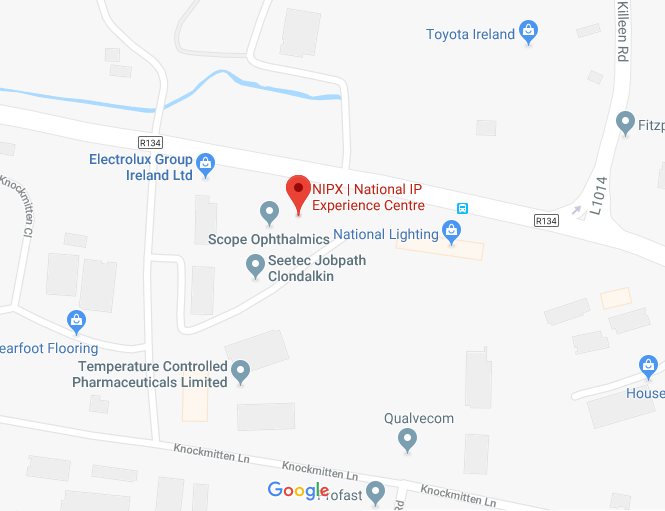 Killeen Rd
Toyota Ireland
Fitzp
R134
Electrolux Group
Ireland Ltd
Knockmitten Cl
NIPX | National IP
Experience Centre
L1014
R134
Scope Ophthalmics
National Lighting
Seetec Jobpath
Clondalkin
earfoot Flooring
Temperature Controlled
Pharmaceuticals Limited
House
Qualvecom
Knockmitten Ln
Knockmitten Ln
Knockmitten Ln
Google
rofast
Rd